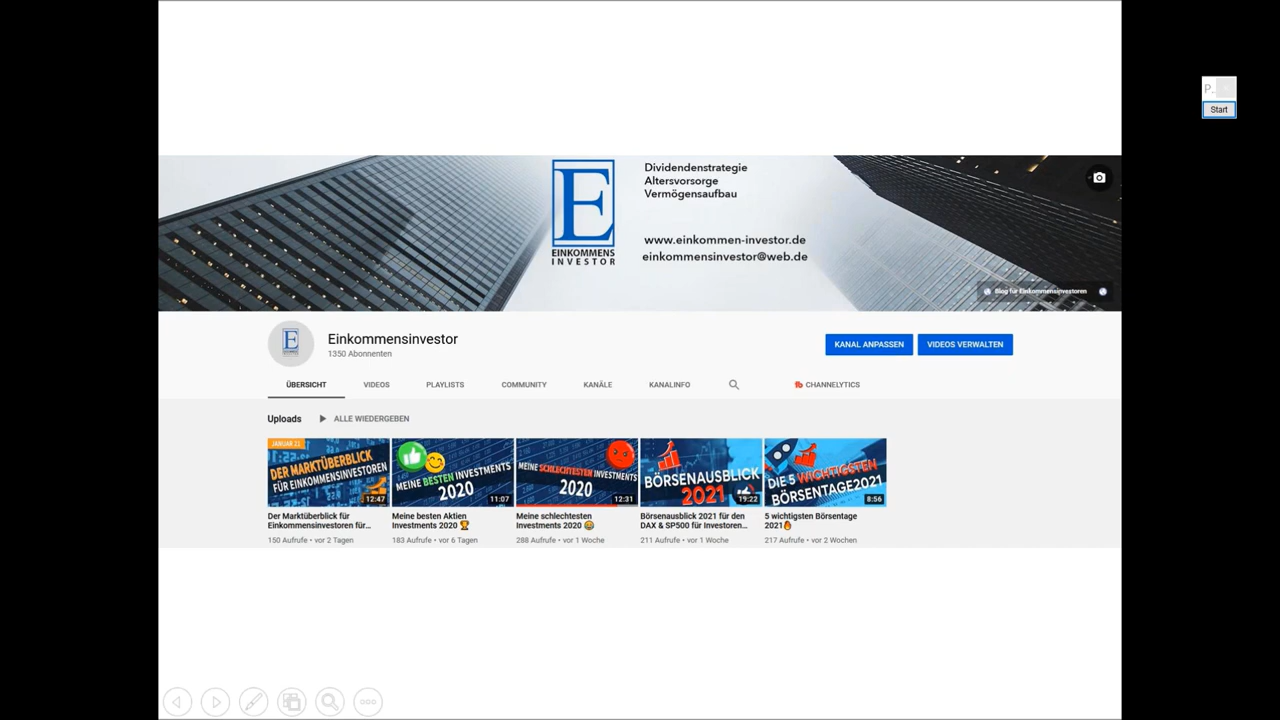 P..
Start
E
EINKOMMENS
INVESTOR
Dividendenstrategie
Altersvorsorge
Vermögensaufbau
www.einkommen-investor.de
einkommensinvestor@web.de
Blog für Einkommensinvestoren
E
Einkommensinvestor
1350 Abonnenten
KANAL ANPASSEN
VIDEOS VERWALTEN
ÜBERSICHT
VIDEOS
PLAYLISTS
COMMUNITY
KANÄLE
KANALINFO
CHANNELYTICS
Uploads
ALLE WIEDERGEBEN
JANUAR 21
DER MARKTÜBERBLICK
FÜR EINKOMMENSINVESTOREN
12:47
MEINE BESTEN INVESTMENTS
2020
11:07
MEINE SCHLECHTESTEN INVESTMENTS
2020
12:31
BÖRSENAUSBLICK
2021
19:22
DIE 5 WICHTIGSTEN
BÖRSENTAGE2021
8:56
Der Marktüberblick für
Einkommensinvestoren für...
150 Aufrufe • vor 2 Tagen
Meine besten Aktien
Investments 2020 🏆
183 Aufrufe • vor 6 Tagen
Meine schlechtesten
Investments 2020 😂
288 Aufrufe • vor 1 Woche
Börsenausblick 2021 für den
DAX & SP500 für Investoren...
211 Aufrufe • vor 1 Woche
5 wichtigsten Börsentage
2021🔥
217 Aufrufe • vor 2 Wochen